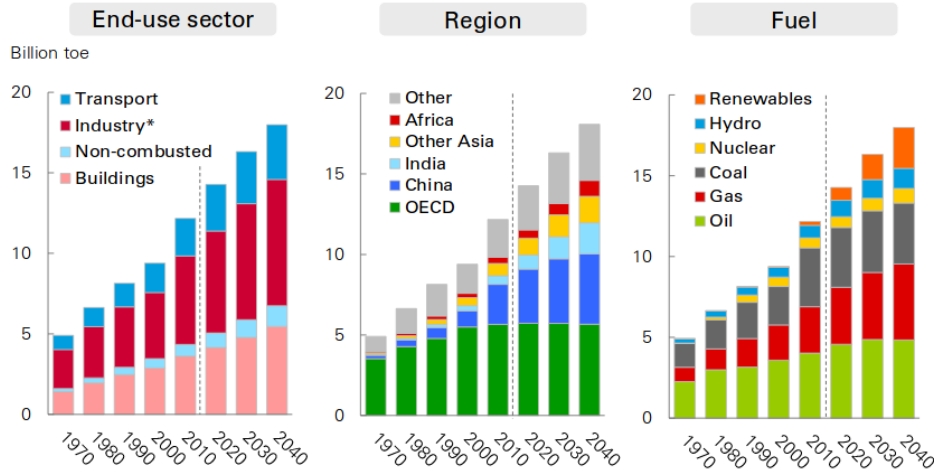 End-use sector
Region
Fuel
Billion toe
20
15
10
5
0
Transport
Industry*
Non-combusted
Buildings
1970
1980
1990
2000
2010
2020
2030
2040
20
15
10
5
0
Other
Africa
Other Asia
India
China
OECD
1970
1980
1990
2000
2010
2020
2030
2040
20
15
10
5
0
Renewables
Hydro
Nuclear
Coal
Gas
Oil
1970
1980
1990
2000
2010
2020
2030
2040